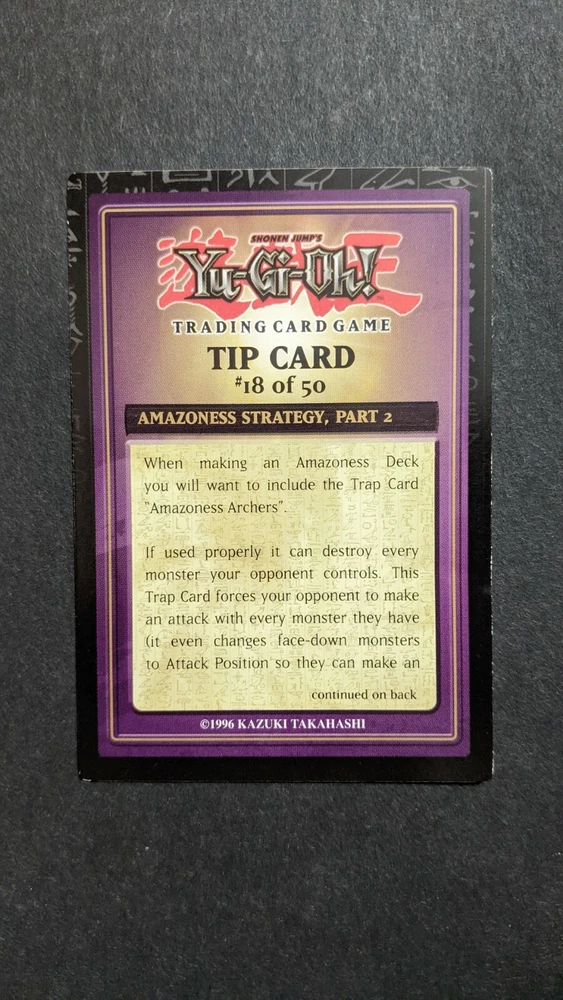 SHONEN JUMP'S
遊戯王
Yu-Gi-Oh!
TRADING CARD GAME
TIP CARD
#18 of 50
AMAZONESS STRATEGY, PART 2
When making an Amazoness Deck
you will want to include the Trap Card
"Amazoness Archers".
If used properly it can destroy every
monster your opponent controls. This
Trap Card forces your opponent to make
an attack with every monster they have
(it even changes face-down monsters
to Attack Position so they can make an
continued on back
©1996 KAZUKI TAKAHASHI